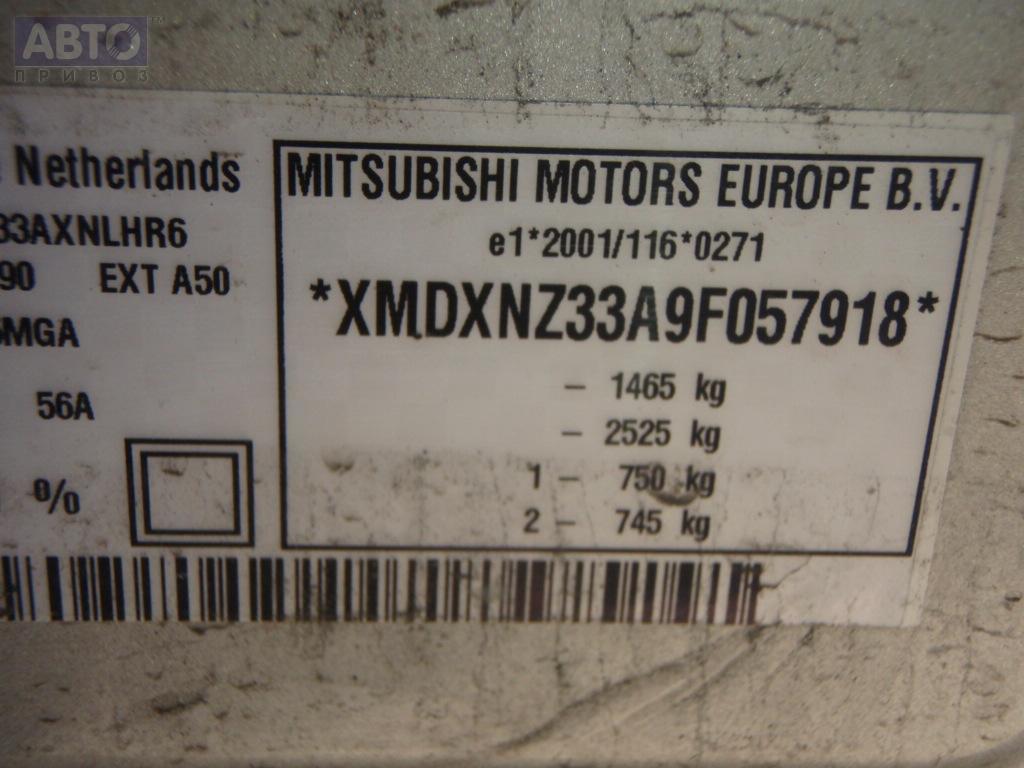 АВТО™
ПРИВОЗ
Netherlands
33AXNLHR6
90 EXT A50
MGA
56A
%
MITSUBISHI MOTORS EUROPE B.V.
e1*2001/116*0271
*XMDXNZ33A9F057918*
- 1465 kg
- 2525 kg
1 - 750 kg
2 - 745 kg